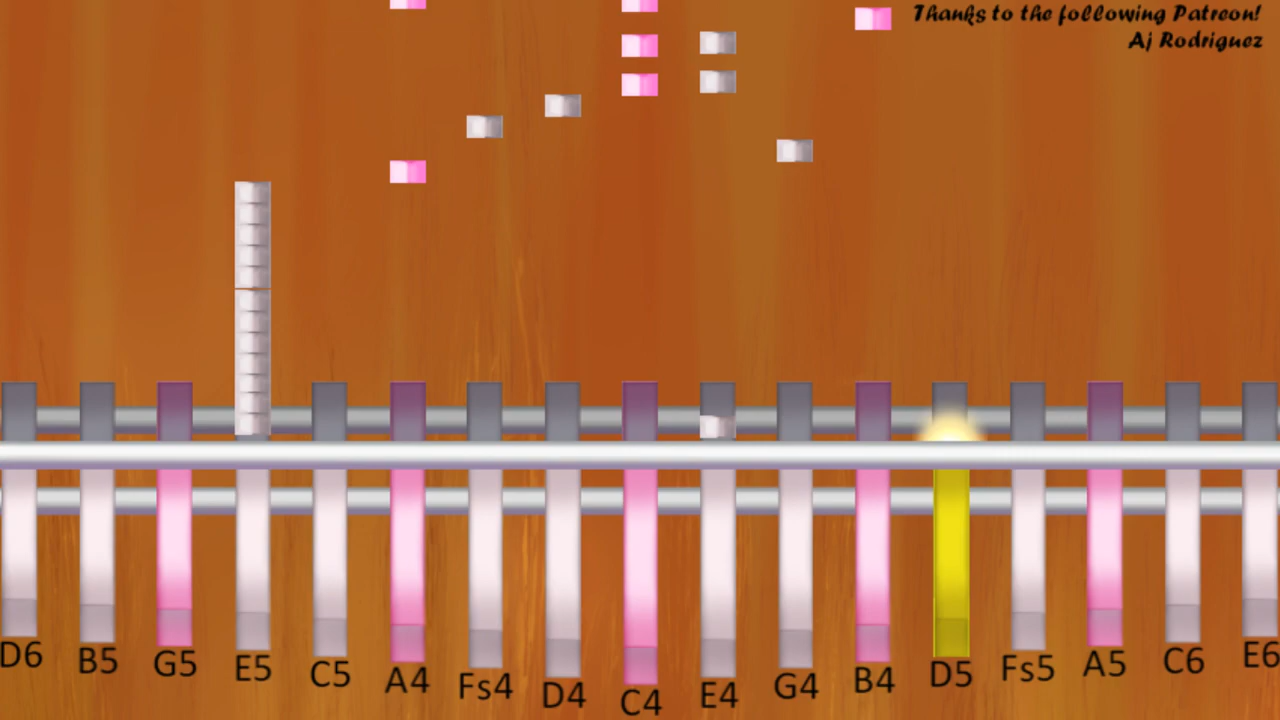 Thanks to the following Patreon!
Aj Rodriguez
D6 B5 G5 E5 C5 A4 Fs4 D4 C4 E4 G4 B4 D5 Fs5 A5 C6 E6